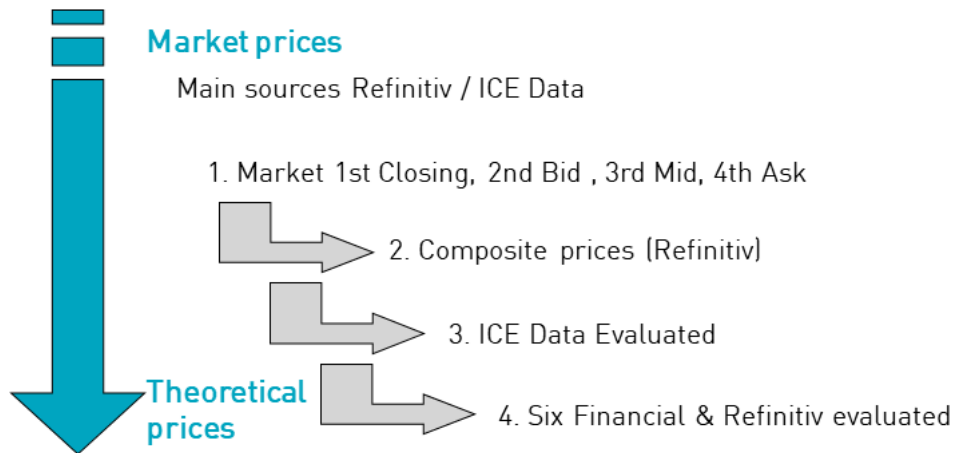 Market prices
Main sources Refinitiv / ICE Data
1. Market 1st Closing, 2nd Bid , 3rd Mid, 4th Ask
2. Composite prices (Refinitiv)
3. ICE Data Evaluated
Theoretical
prices
4. Six Financial & Refinitiv evaluated